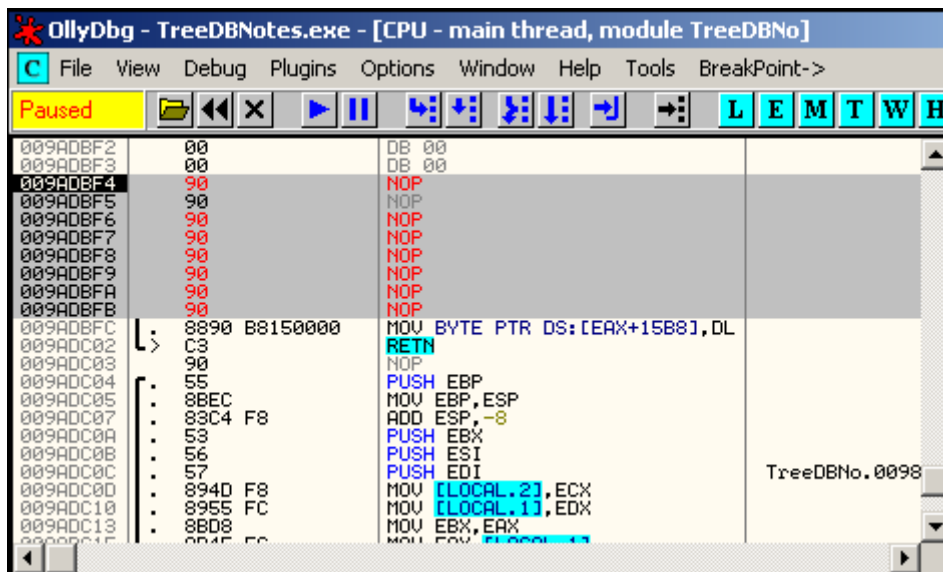 OllyDbg - TreeDBNotes.exe - [CPU - main thread, module TreeDBNo]
C File View Debug Plugins Options Window Help Tools BreakPoint->
Paused L E M T W H
009ADBF2 00 DB 00
009ADBF3 00 DB 00
009ADBF4 90 NOP
009ADBF5 90 NOP
009ADBF6 90 NOP
009ADBF7 90 NOP
009ADBF8 90 NOP
009ADBF9 90 NOP
009ADBFA 90 NOP
009ADBFB 90 NOP
009ADBFC . 8890 B8150000 MOV BYTE PTR DS:[EAX+15B8],DL
009ADC02 > C3 RETN
009ADC03 90 NOP
009ADC04 . 55 PUSH EBP
009ADC05 . 8BEC MOV EBP,ESP
009ADC07 . 83C4 F8 ADD ESP,-8
009ADC0A . 53 PUSH EBX
009ADC0B . 56 PUSH ESI
009ADC0C . 57 PUSH EDI TreeDBNo.0098
009ADC0D . 894D F8 MOV [LOCAL.2],ECX
009ADC10 . 8955 FC MOV [LOCAL.1],EDX
009ADC13 . 8BD8 MOV EBX,EAX